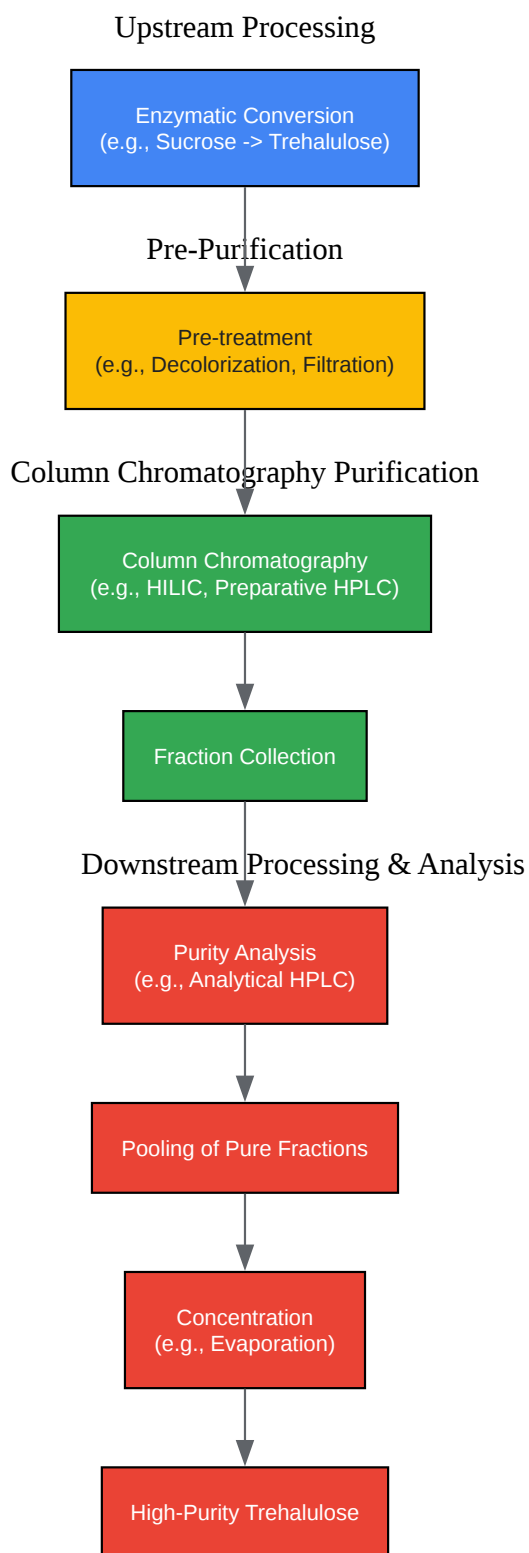 Upstream Processing
Enzymatic Conversion
(e.g., Sucrose -> Trehalulose)
Pre-Purification
Pre-treatment
(e.g., Decolorization, Filtration)
Column Chromatography Purification
Column Chromatography
(e.g., HILIC, Preparative HPLC)
Fraction Collection
Downstream Processing & Analysis
Purity Analysis
(e.g., Analytical HPLC)
Pooling of Pure Fractions
Concentration
(e.g., Evaporation)
High-Purity Trehalulose